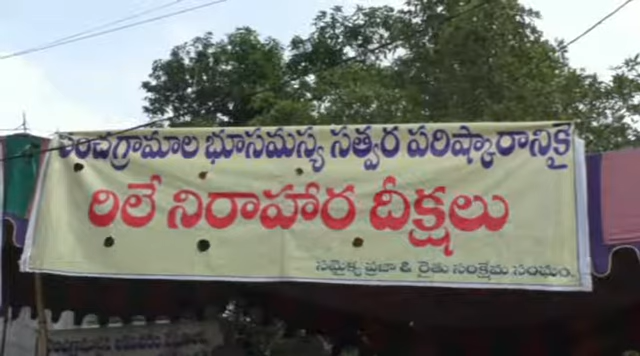 లంచగ్రామాల భూసమస్య సత్వర పరిష్కారానికై
రిలే నిరాహార దీక్షలు
సమైక్య ప్రజా & రైతు సంక్షేమ సంఘం.